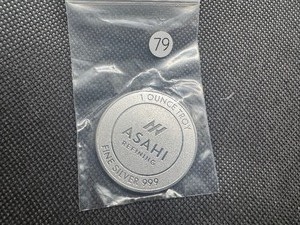 79
1 OUNCE TROY
ASAHI
REFINING
FINE SILVER 999